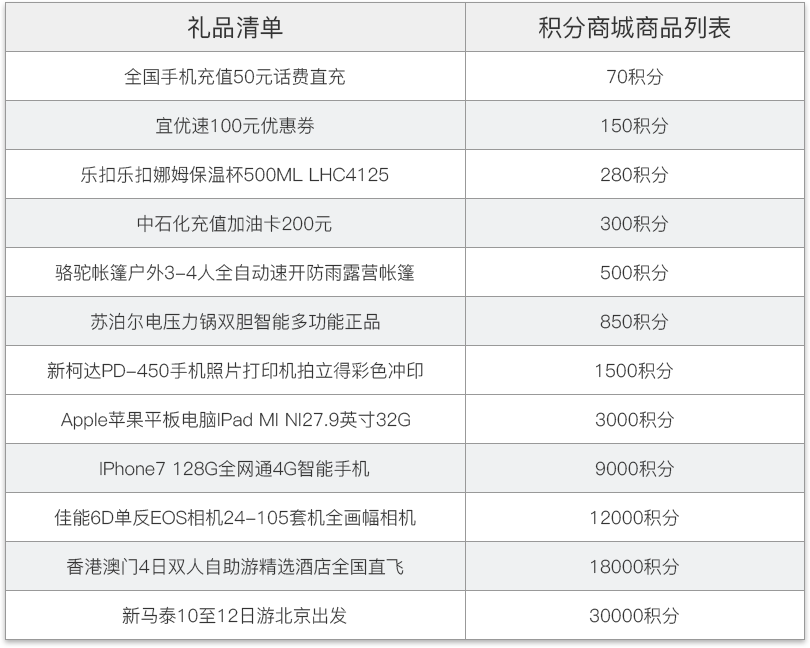 礼品清单 积分商城商品列表
全国手机充值50元话费直充 70积分
宜优速100元优惠券 150积分
乐扣乐扣娜姆保温杯500ML LHC4125 280积分
中石化充值加油卡200元 300积分
骆驼帐篷户外3-4人全自动速开防雨露营帐篷 500积分
苏泊尔电压力锅双胆智能多功能正品 850积分
新柯达PD-450手机照片打印机拍立得彩色冲印 1500积分
Apple苹果平板电脑IPad MI NI27.9英寸32G 3000积分
IPhone7 128G全网通4G智能手机 9000积分
佳能6D单反EOS相机24-105套机全画幅相机 12000积分
香港澳门4日双人自助游精选酒店全国直飞 18000积分
新马泰10至12日游北京出发 30000积分